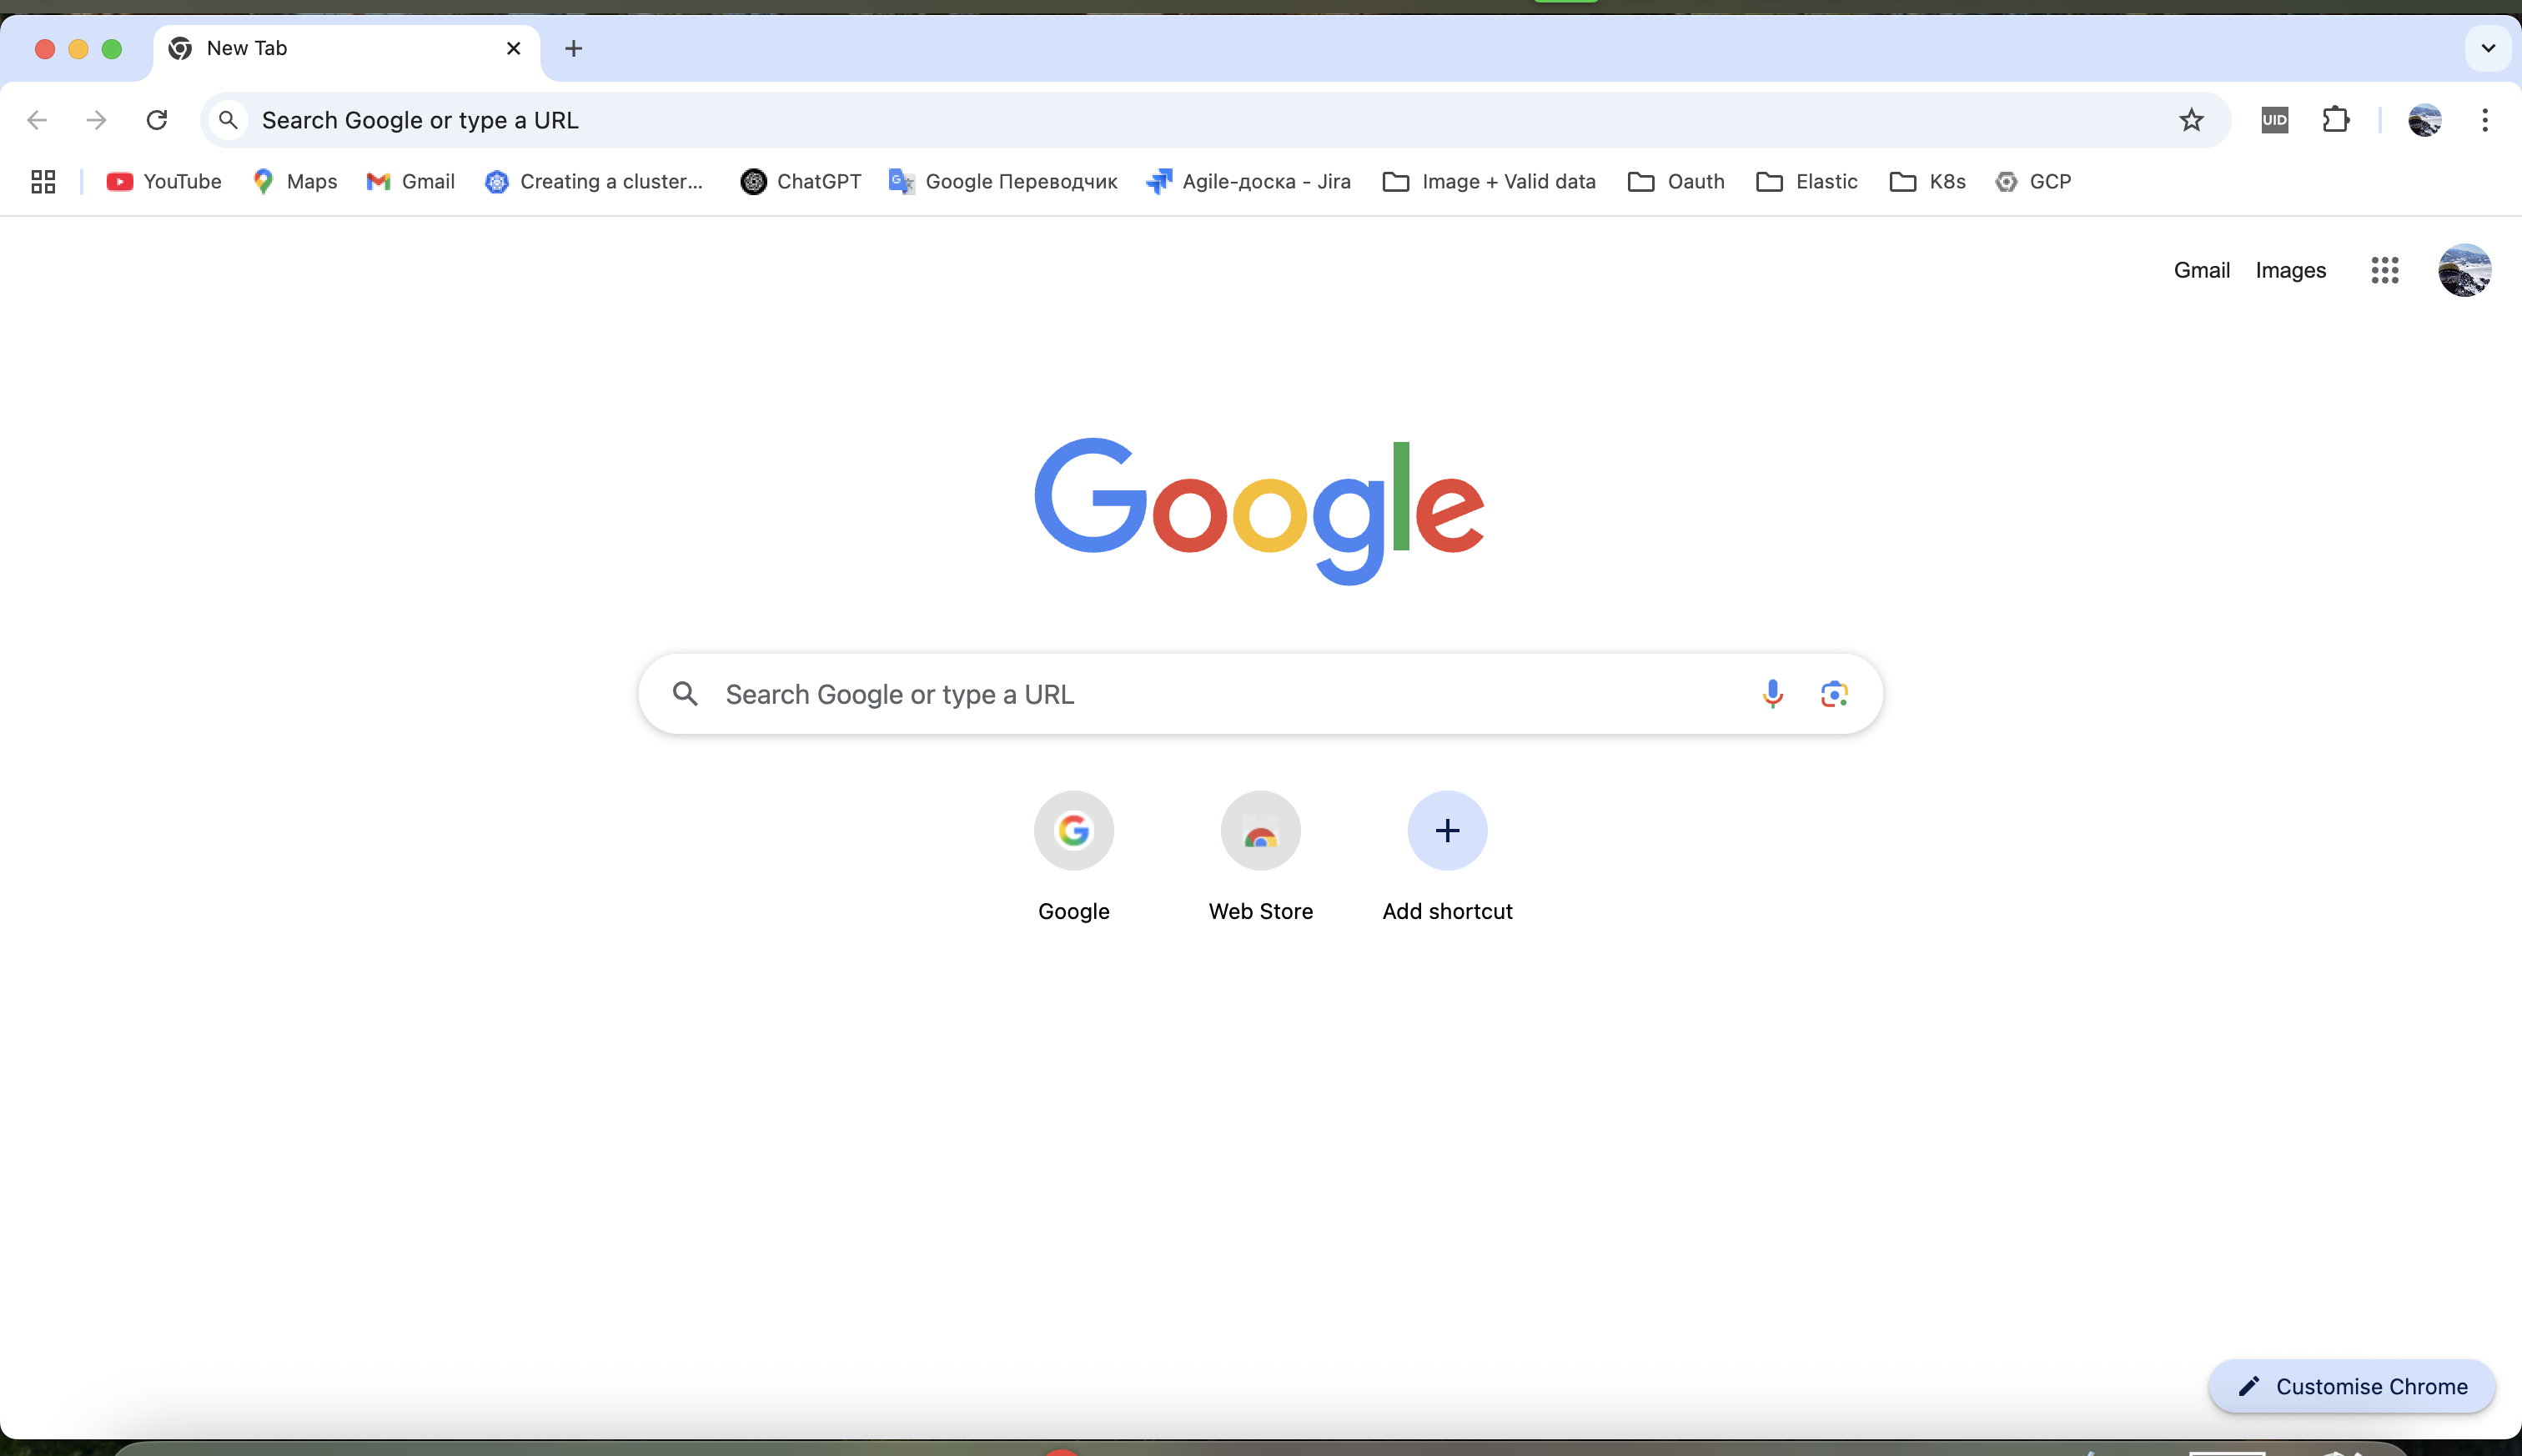 New Tab
Search Google or type a URL
UID
YouTube Maps Gmail Creating a cluster... ChatGPT Google Переводчик Agile-доска - Jira Image + Valid data Oauth Elastic K8s GCP
Gmail Images
Google
Search Google or type a URL
Google Web Store Add shortcut
Customise Chrome